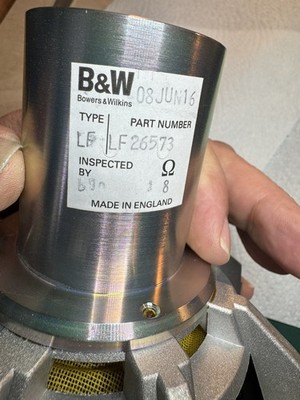 B&W 08JUN16
Bowers & Wilkins
TYPE PART NUMBER
LF LF26573
INSPECTED Ω
BY 8
MADE IN ENGLAND